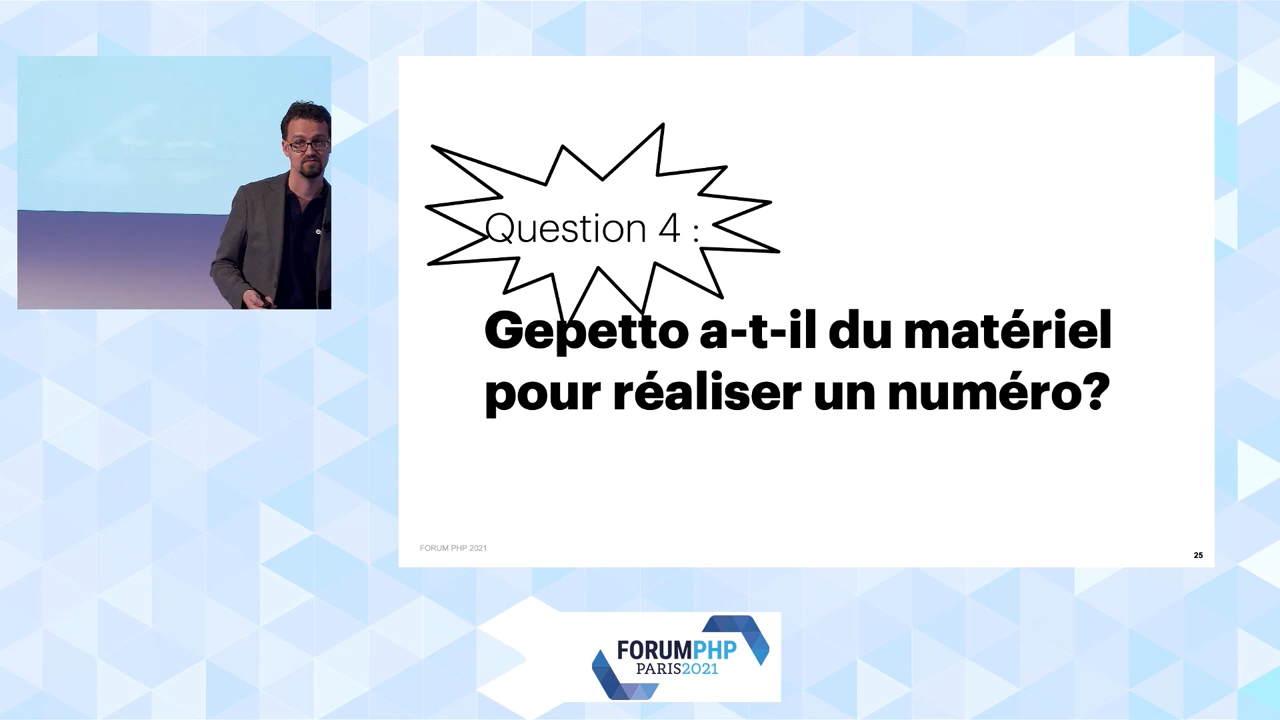 Question 4 :
Gepetto a-t-il du matériel
pour réaliser un numéro?
FORUM PHP 2021
25
FORUMPHP
PARIS2021